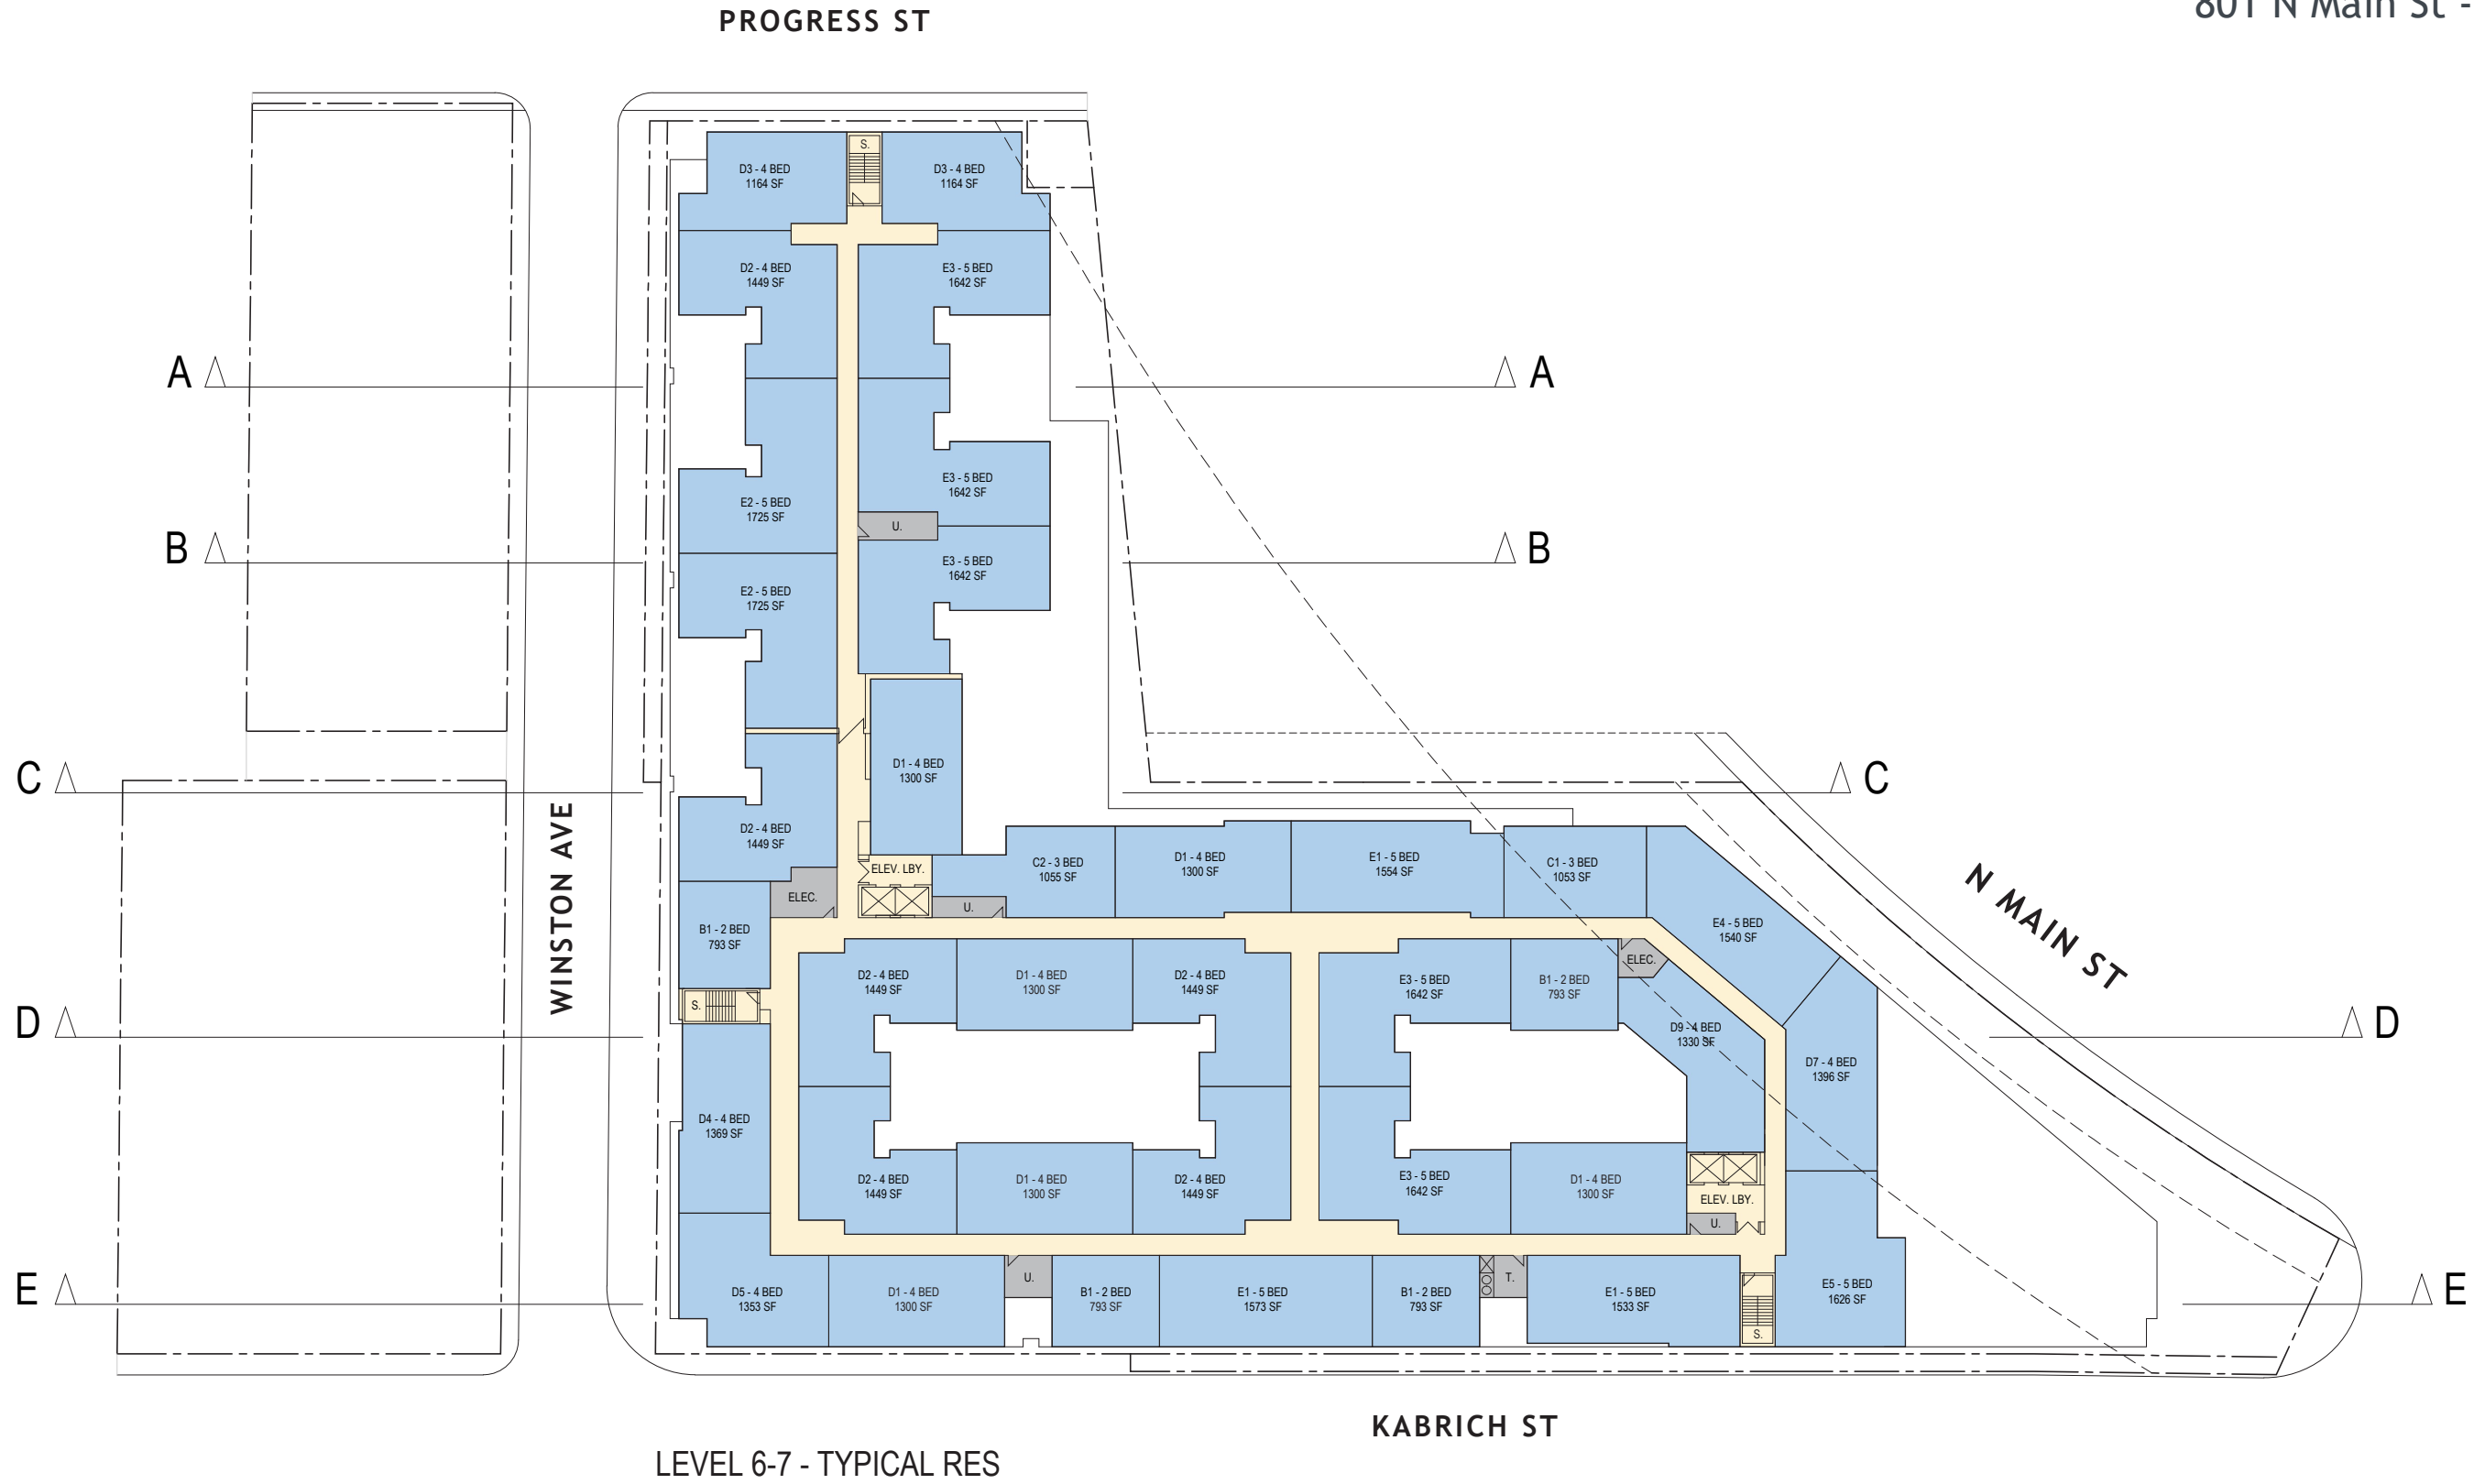 PROGRESS ST
801 N Main St -
S.
D3 - 4 BED
1164 SF
D3 - 4 BED
1164 SF
D2 - 4 BED
1449 SF
E3 - 5 BED
1642 SF
A
A
E3 - 5 BED
1642 SF
E2 - 5 BED
1725 SF
U.
B
B
E3 - 5 BED
1642 SF
E2 - 5 BED
1725 SF
C
D1 - 4 BED
1300 SF
C
D2 - 4 BED
1449 SF
WINSTON AVE
ELEV. LBY.
C2 - 3 BED
1055 SF
D1 - 4 BED
1300 SF
E1 - 5 BED
1554 SF
C1 - 3 BED
1053 SF
ELEC.
U.
N MAIN ST
B1 - 2 BED
793 SF
E4 - 5 BED
1540 SF
D2 - 4 BED
1449 SF
D1 - 4 BED
1300 SF
D2 - 4 BED
1449 SF
E3 - 5 BED
1642 SF
B1 - 2 BED
793 SF
ELEC.
S.
D
D9 - 4 BED
1330 SF
D
D7 - 4 BED
1396 SF
D4 - 4 BED
1369 SF
D2 - 4 BED
1449 SF
D1 - 4 BED
1300 SF
D2 - 4 BED
1449 SF
E3 - 5 BED
1642 SF
D1 - 4 BED
1300 SF
ELEV. LBY.
U.
E
D5 - 4 BED
1353 SF
D1 - 4 BED
1300 SF
U.
B1 - 2 BED
793 SF
E1 - 5 BED
1573 SF
B1 - 2 BED
793 SF
T.
E1 - 5 BED
1533 SF
S.
E5 - 5 BED
1626 SF
E
KABRICH ST
LEVEL 6-7 - TYPICAL RES